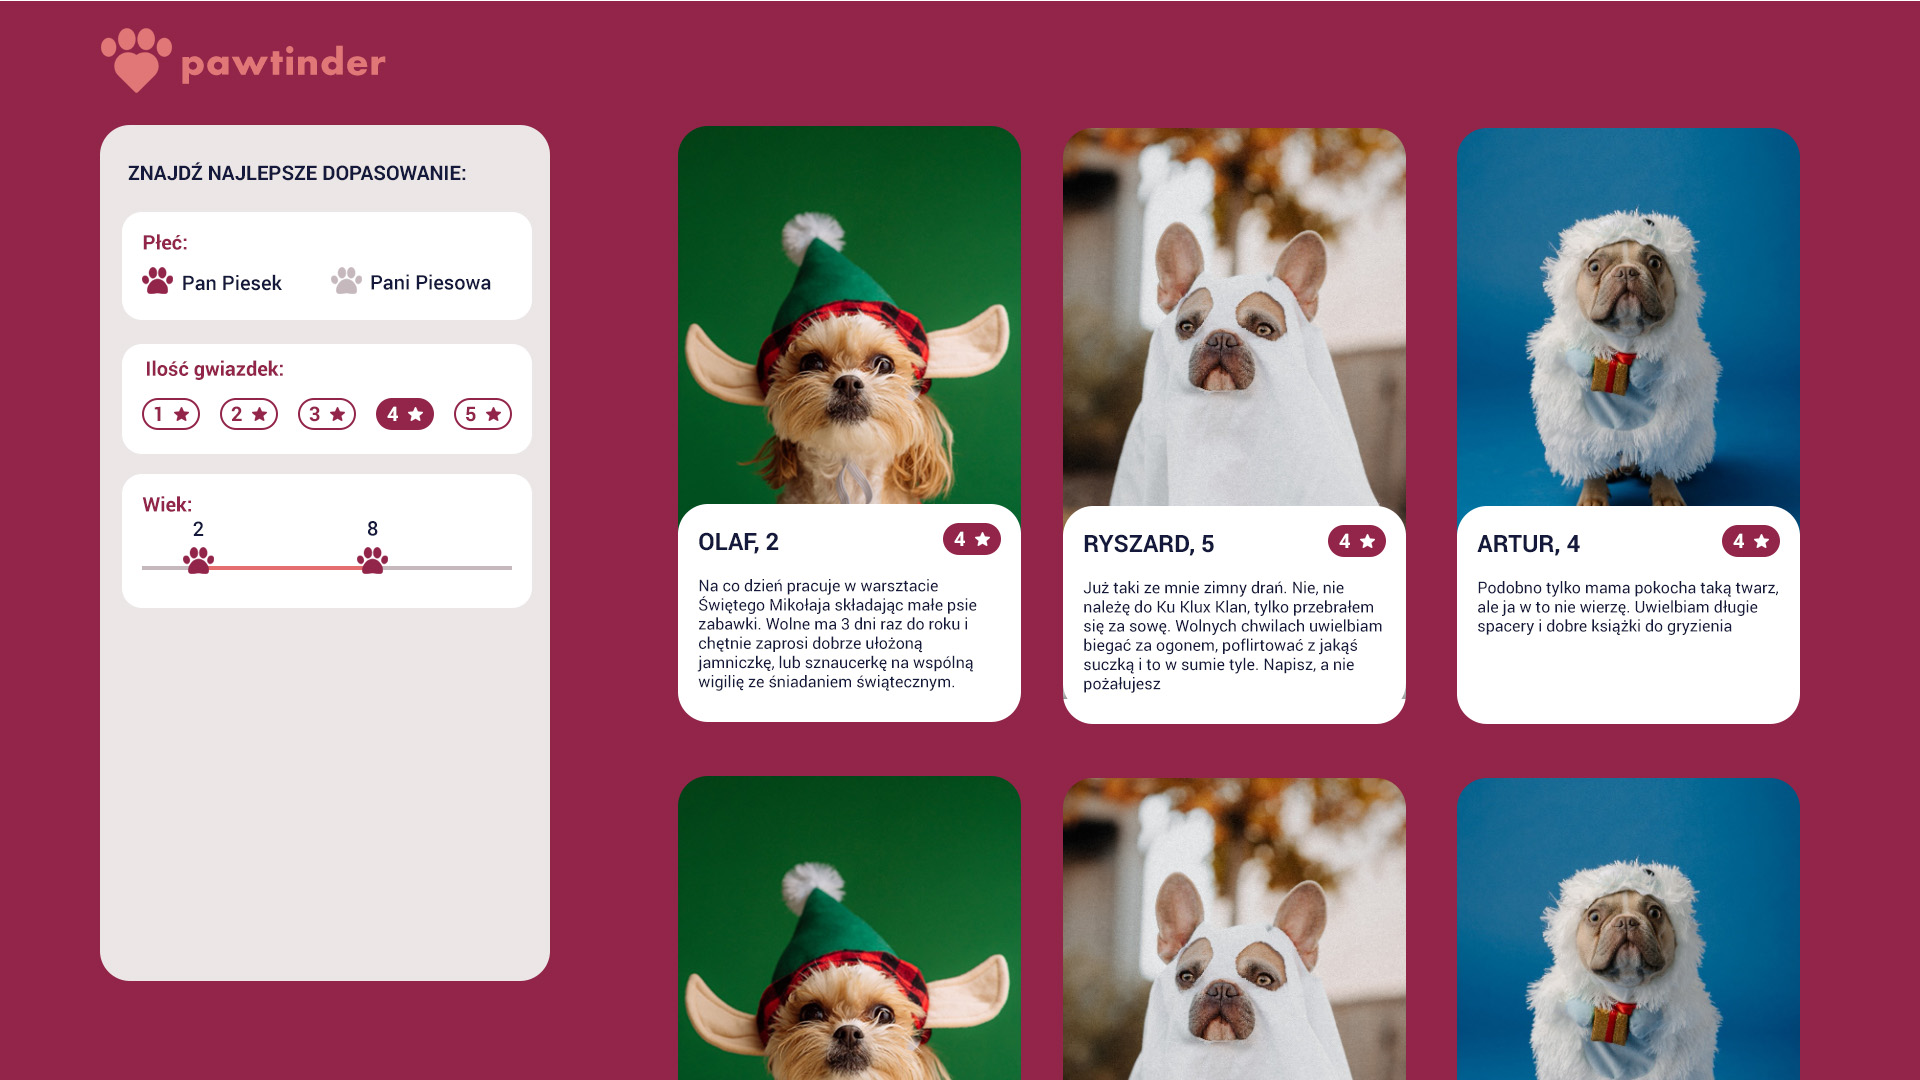 pawtinder
ZNAJDŹ NAJLEPSZE DOPASOWANIE:
Płeć:
Pan Piesek
Pani Piesowa
Ilość gwiazdek:
1
2
3
4
5
Wiek:
2
8
OLAF, 2
4
Na co dzień pracuje w warsztacie
Świętego Mikołaja składając małe psie
zabawki. Wolne ma 3 dni raz do roku i
chętnie zaprosi dobrze ułożoną
jamniczkę, lub sznaucerkę na wspólną
wigilię ze śniadaniem świątecznym.
RYSZARD, 5
4
Już taki ze mnie zimny drań. Nie, nie
należę do Ku Klux Klan, tylko przebrałem
się za sowę. Wolnych chwilach uwielbiam
biegać za ogonem, poflirtować z jakąś
suczką i to w sumie tyle. Napisz, a nie
pożałujesz
ARTUR, 4
4
Podobno tylko mama pokocha taką twarz,
ale ja w to nie wierzę. Uwielbiam długie
spacery i dobre książki do gryzienia